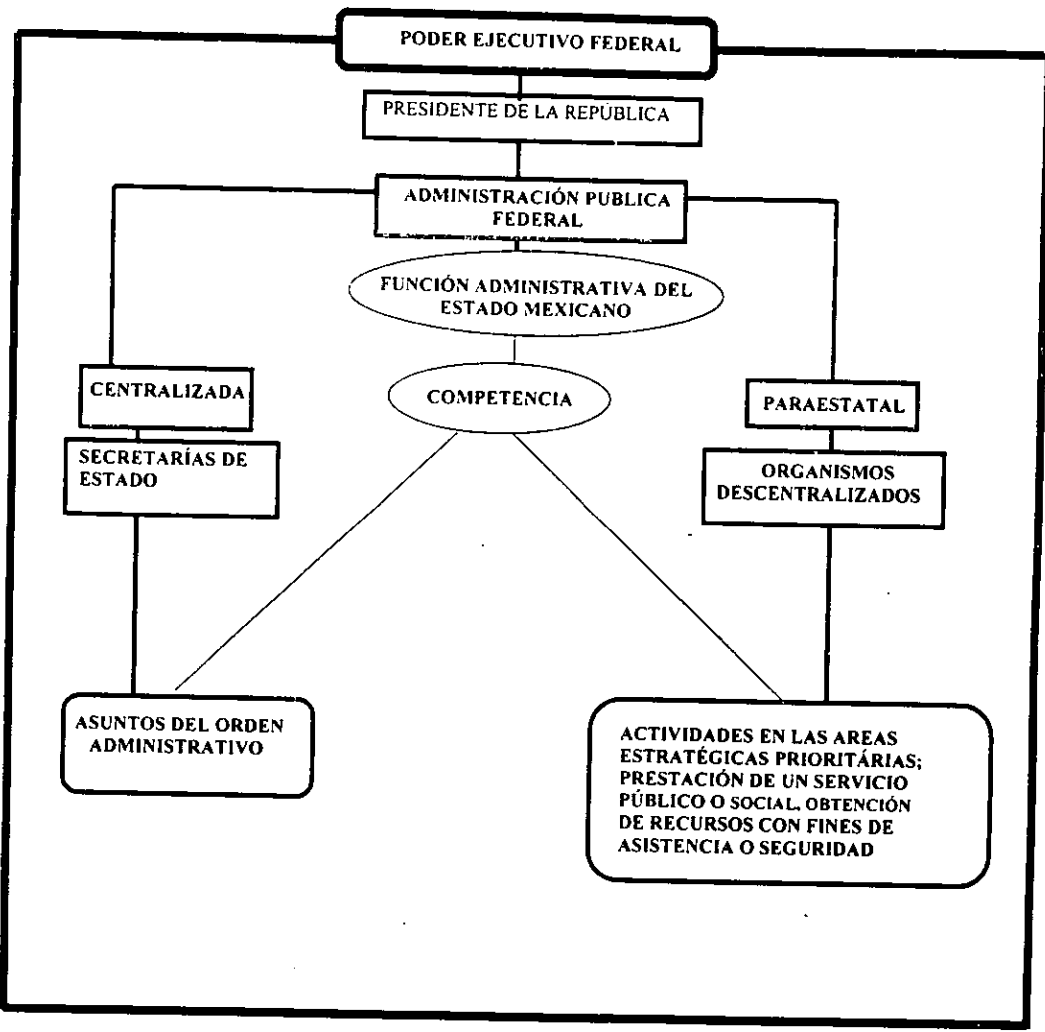 PODER EJECUTIVO FEDERAL
PRESIDENTE DE LA REPÚBLICA
ADMINISTRACIÓN PUBLICA
FEDERAL
FUNCIÓN ADMINISTRATIVA DEL
ESTADO MEXICANO
CENTRALIZADA
COMPETENCIA
PARAESTATAL
SECRETARÍAS DE
ESTADO
ORGANISMOS
DESCENTRALIZADOS
ASUNTOS DEL ORDEN
ADMINISTRATIVO
ACTIVIDADES EN LAS AREAS
ESTRATÉGICAS PRIORITÁRIAS;
PRESTACIÓN DE UN SERVICIO
PÚBLICO O SOCIAL, OBTENCIÓN
DE RECURSOS CON FINES DE
ASISTENCIA O SEGURIDAD